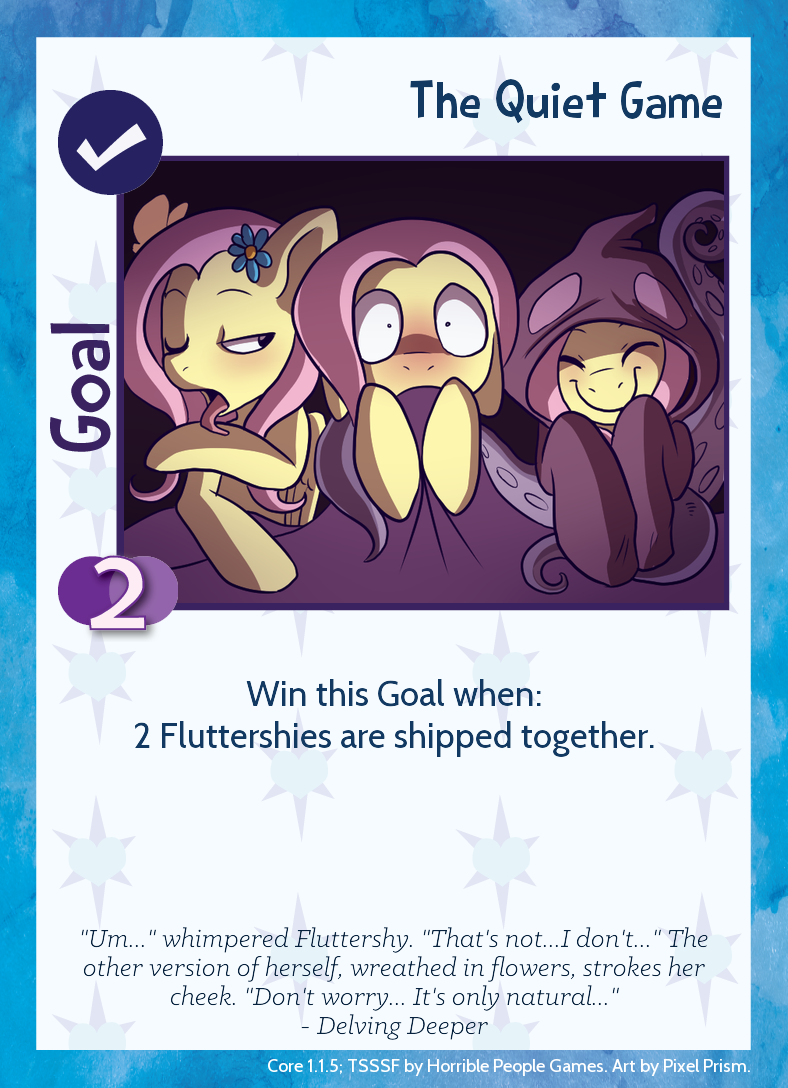 The Quiet Game
Goal
2
Win this Goal when:
2 Fluttershies are shipped together.
"Um..." whimpered Fluttershy. "That's not...I don't..." The
other version of herself, wreathed in flowers, strokes her
cheek. "Don't worry... It's only natural..."
- Delving Deeper
Core 1.1.5; TSSSF by Horrible People Games. Art by Pixel Prism.